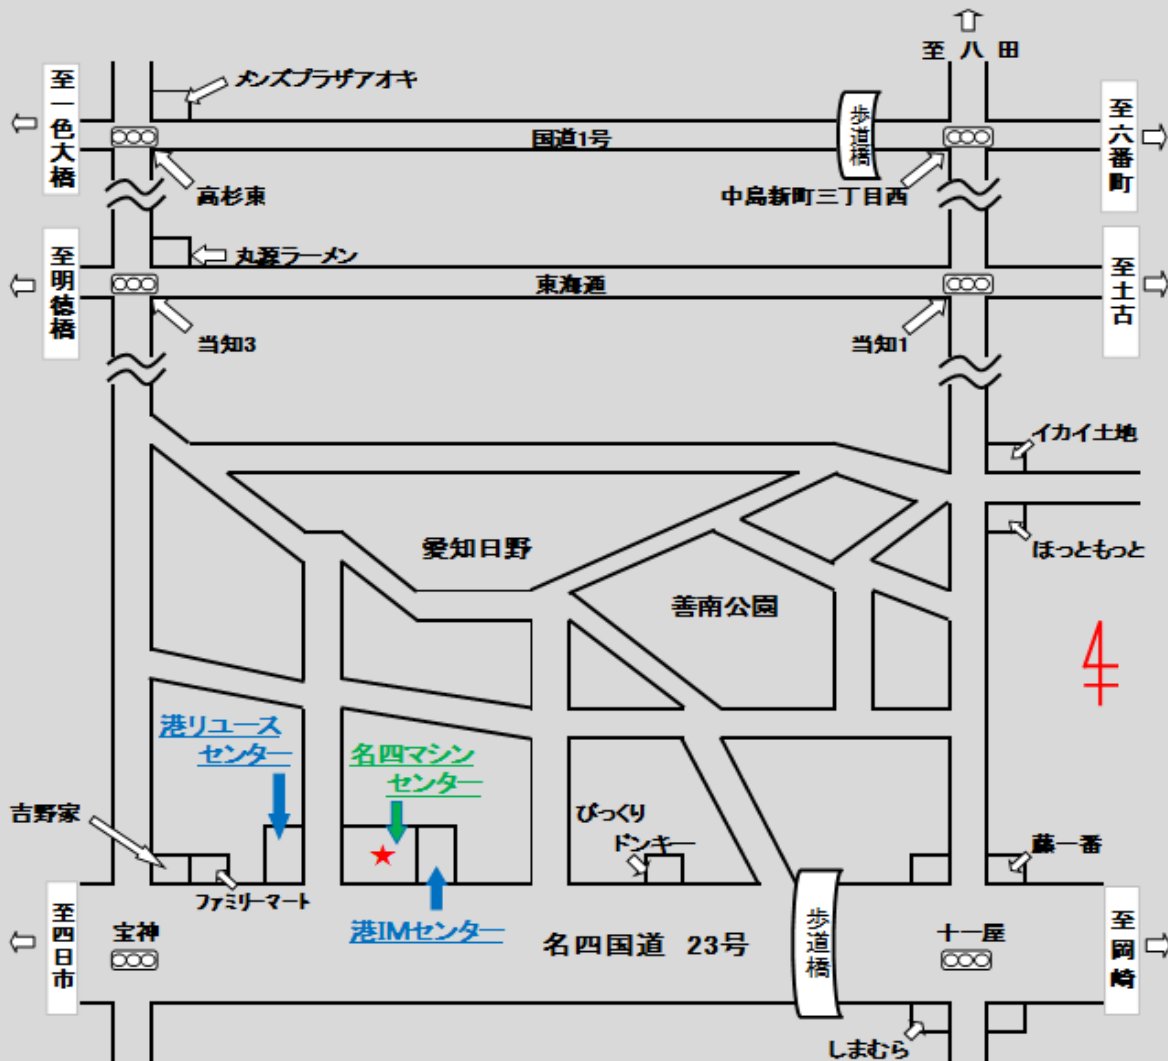 至八田
メンズプラザアオキ
至一色大橋
国道1号
歩道橋
至六番町
高杉東
中島新町三丁目西
丸源ラーメン
至明徳橋
東海通
至土古
当知3
当知1
イカイ土地
愛知日野
ほっともっと
善南公園
港リユース
センター
名四マシン
センター
吉野家
びっくり
ドンキー
藤一番
ファミリーマート
至四日市
宝神
港IMセンター
名四国道 23号
歩道橋
十一屋
至岡崎
しまむら